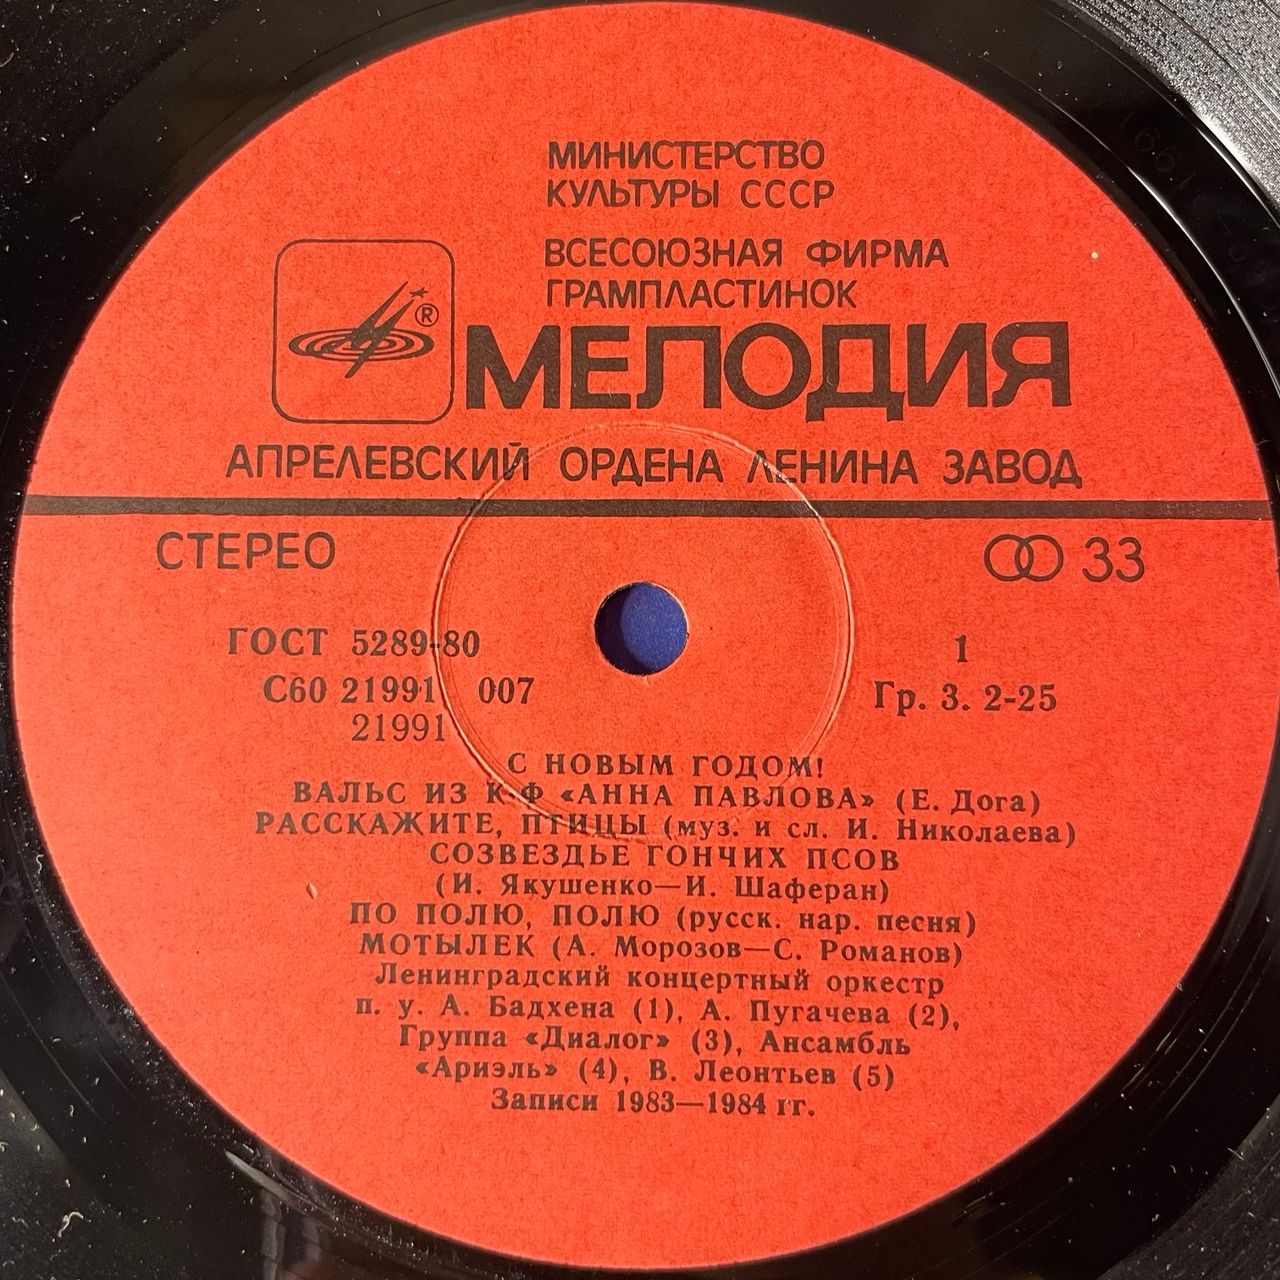 МИНИСТЕРСТВО
КУЛЬТУРЫ СССР
ВСЕСОЮЗНАЯ ФИРМА
ГРАМПЛАСТИНОК
®
МЕЛОДИЯ
АПРЕЛЕВСКИЙ ОРДЕНА ЛЕНИНА ЗАВОД
СТЕРЕО 33
ГОСТ 5289-80 1
С60 21991 007 Гр. 3. 2-25
21991
С НОВЫМ ГОДОМ!
ВАЛЬС ИЗ К-Ф «АННА ПАВЛОВА» (Е. Дога)
РАССКАЖИТЕ, ПТИЦЫ (муз. и сл. И. Николаева)
СОЗВЕЗДЬЕ ГОНЧИХ ПСОВ
(И. Якушенко—И. Шаферан)
ПО ПОЛЮ, ПОЛЮ (русск. нар. песня)
МОТЫЛЕК (А. Морозов—С. Романов)
Ленинградский концертный оркестр
п. у. А. Бадхена (1), А. Пугачева (2),
Группа «Диалог» (3), Ансамбль
«Ариэль» (4), В. Леонтьев (5)
Записи 1983—1984 гг.